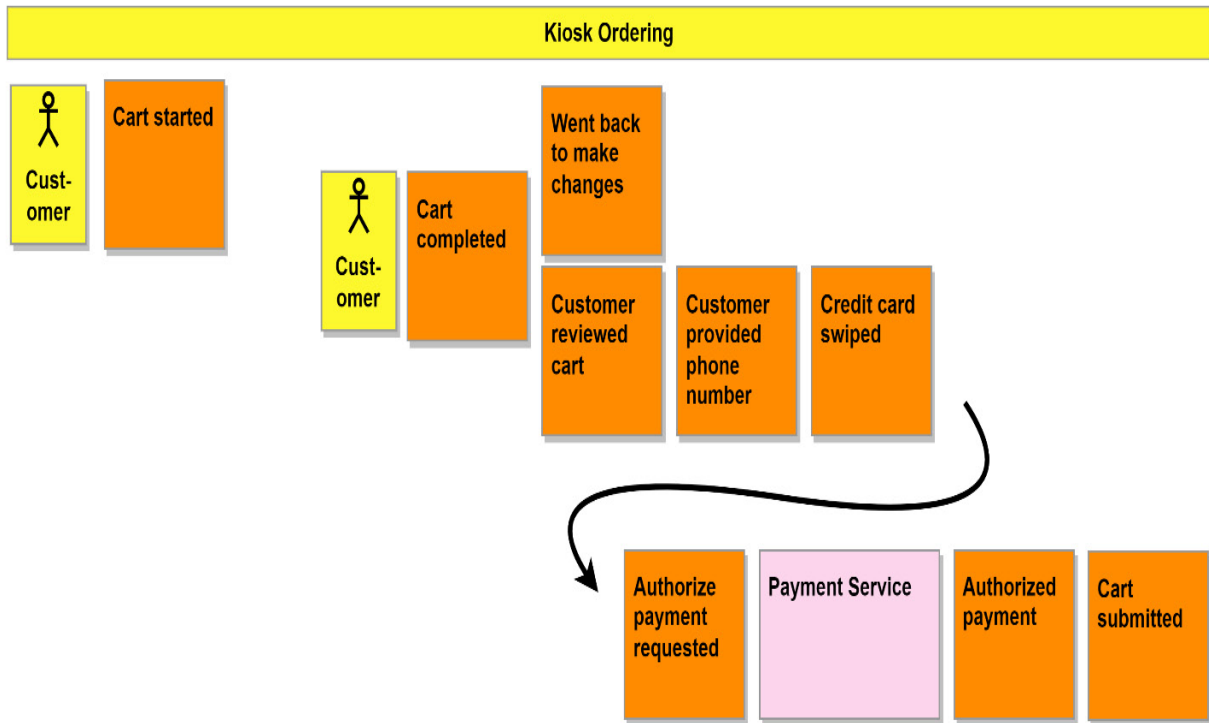 Kiosk Ordering
Cust-
omer
Cart started
Cust-
omer
Cart
completed
Went back
to make
changes
Customer
reviewed
cart
Customer
provided
phone
number
Credit card
swiped
Authorize
payment
requested
Payment Service
Authorized
payment
Cart
submitted